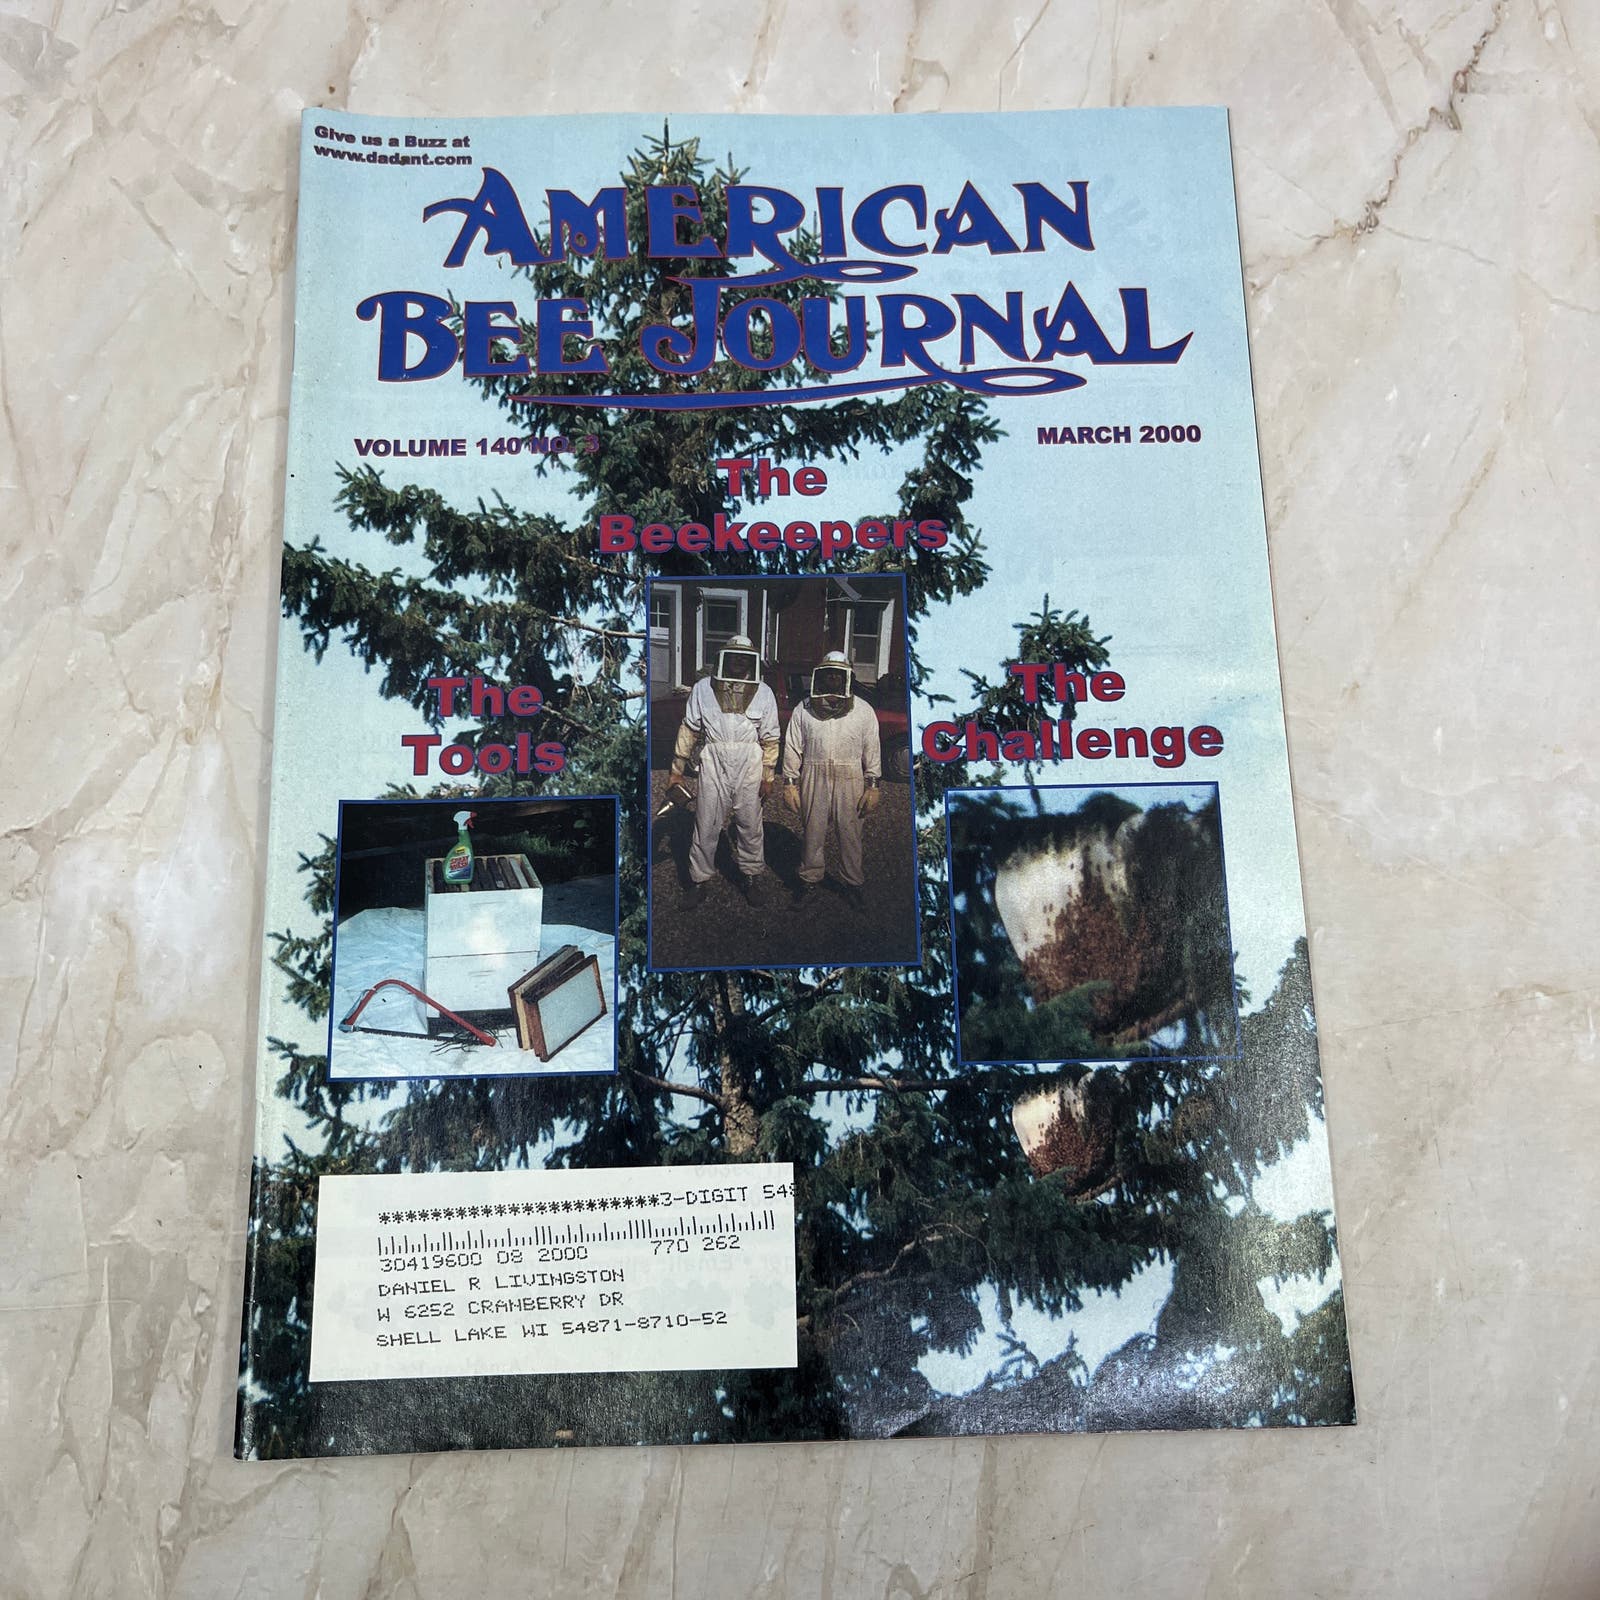 Give us a Buzz at
www.dadant.com
AMERICAN
BEE JOURNAL
VOLUME 140 NO. 3
MARCH 2000
The
Beekeepers
The
Tools
The
Challenge
**********************3-DIGIT 548
30419600 08 2000 770 262
DANIEL R LIVINGSTON
W 6252 CRANBERRY DR
SHELL LAKE WI 54871-8710-52